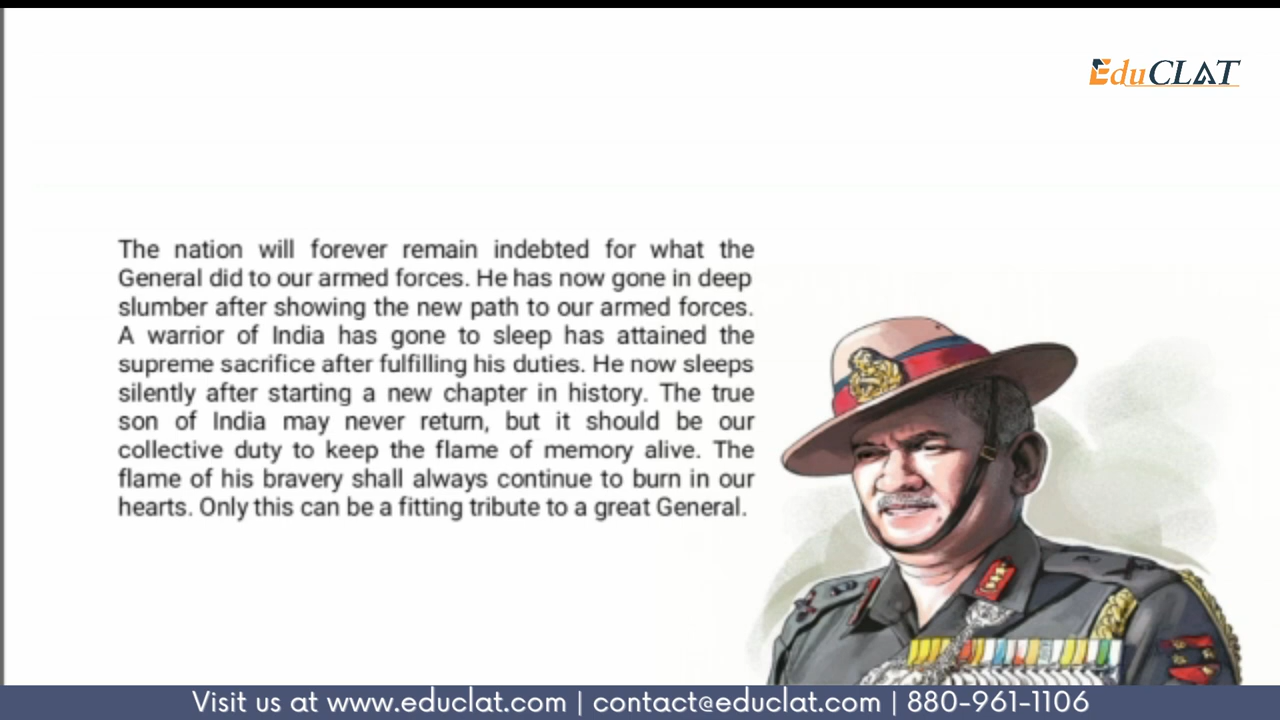 EduCLAT
The nation will forever remain indebted for what the
General did to our armed forces. He has now gone in deep
slumber after showing the new path to our armed forces.
A warrior of India has gone to sleep has attained the
supreme sacrifice after fulfilling his duties. He now sleeps
silently after starting a new chapter in history. The true
son of India may never return, but it should be our
collective duty to keep the flame of memory alive. The
flame of his bravery shall always continue to burn in our
hearts. Only this can be a fitting tribute to a great General.
Visit us at www.educlat.com | contact@educlat.com | 880-961-1106